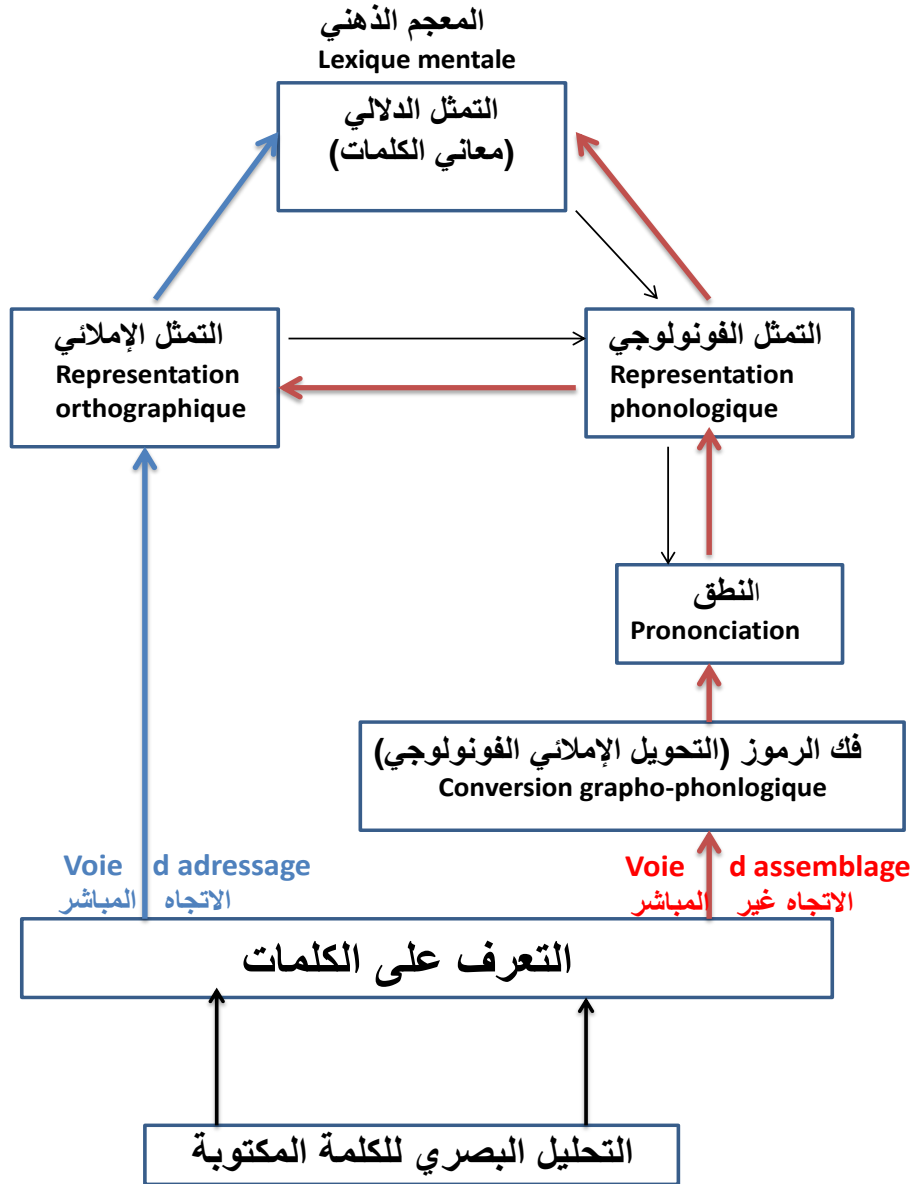 المعجم الذهني
Lexique mentale
التمثل الدلالي
(معاني الكلمات)
التمثل الإملائي
Representation
orthographique
التمثل الفونولوجي
Representation
phonologique
النطق
Prononciation
فك الرموز (التحويل الإملائي الفونولوجي)
Conversion grapho-phonlogique
Voie d adressage
الاتجاه المباشر
Voie d assemblage
الاتجاه غير المباشر
التعرف على الكلمات
التحليل البصري للكلمة المكتوبة